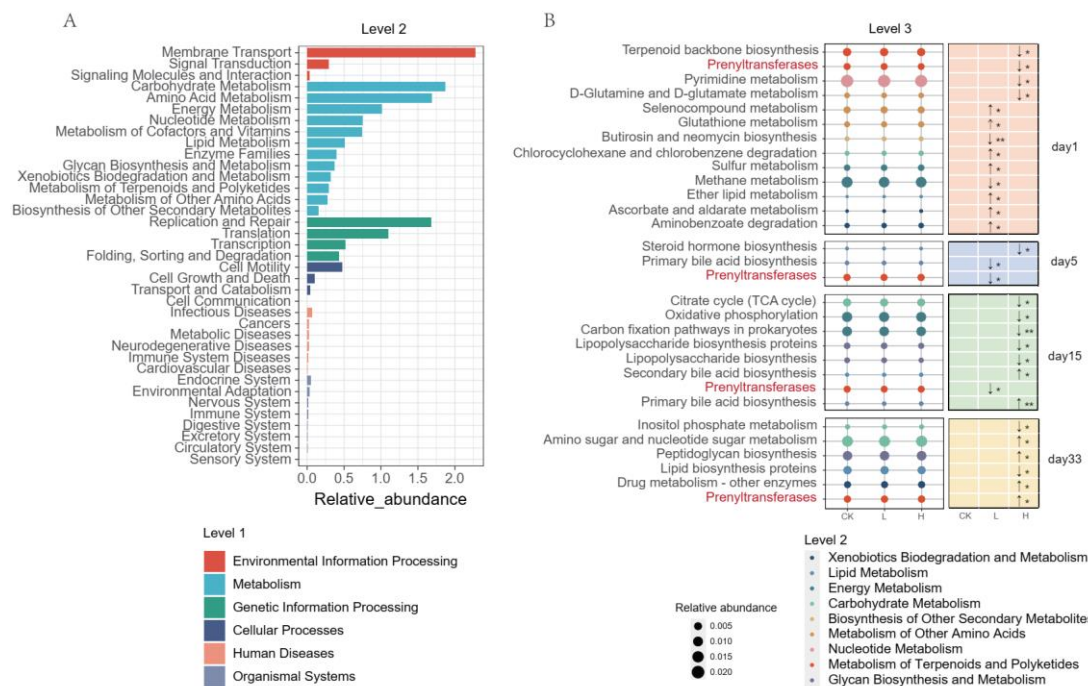 A
Level 2
Membrane Transport
Signal Transduction
Signaling Molecules and Interaction
Carbohydrate Metabolism
Amino Acid Metabolism
Energy Metabolism
Nucleotide Metabolism
Metabolism of Cofactors and Vitamins
Lipid Metabolism
Enzyme Families
Glycan Biosynthesis and Metabolism
Xenobiotics Biodegradation and Metabolism
Metabolism of Terpenoids and Polyketides
Metabolism of Other Amino Acids
Biosynthesis of Other Secondary Metabolites
Replication and Repair
Translation
Transcription
Folding, Sorting and Degradation
Cell Motility
Cell Growth and Death
Transport and Catabolism
Cell Communication
Infectious Diseases
Cancers
Metabolic Diseases
Neurodegenerative Diseases
Immune System Diseases
Cardiovascular Diseases
Endocrine System
Environmental Adaptation
Nervous System
Immune System
Digestive System
Excretory System
Circulatory System
Sensory System
0.0 0.5 1.0 1.5 2.0
Relative_abundance
Level 1
Environmental Information Processing
Metabolism
Genetic Information Processing
Cellular Processes
Human Diseases
Organismal Systems
B
Level 3
Terpenoid backbone biosynthesis ↓ *
Prenyltransferases ↓ *
Pyrimidine metabolism ↓ *
D-Glutamine and D-glutamate metabolism ↓ *
Selenocompound metabolism ↑ *
Glutathione metabolism ↑ *
Butirosin and neomycin biosynthesis ↓ **
Chlorocyclohexane and chlorobenzene degradation ↑ *
Sulfur metabolism ↑ *
Methane metabolism ↓ *
Ether lipid metabolism ↑ *
Ascorbate and aldarate metabolism ↑ *
Aminobenzoate degradation ↑ *
day1
Steroid hormone biosynthesis ↓ *
Primary bile acid biosynthesis ↓ *
Prenyltransferases ↓ *
day5
Citrate cycle (TCA cycle) ↓ *
Oxidative phosphorylation ↓ *
Carbon fixation pathways in prokaryotes ↓ **
Lipopolysaccharide biosynthesis proteins ↓ *
Lipopolysaccharide biosynthesis ↓ *
Secondary bile acid biosynthesis ↑ *
Prenyltransferases ↓ *
Primary bile acid biosynthesis ↑ **
day15
Inositol phosphate metabolism ↓ *
Amino sugar and nucleotide sugar metabolism ↑ *
Peptidoglycan biosynthesis ↑ *
Lipid biosynthesis proteins ↓ *
Drug metabolism - other enzymes ↑ *
Prenyltransferases ↑ *
day33
CK L H CK L H
Relative abundance
0.005
0.010
0.015
0.020
Level 2
Xenobiotics Biodegradation and Metabolism
Lipid Metabolism
Energy Metabolism
Carbohydrate Metabolism
Biosynthesis of Other Secondary Metabolites
Metabolism of Other Amino Acids
Nucleotide Metabolism
Metabolism of Terpenoids and Polyketides
Glycan Biosynthesis and Metabolism